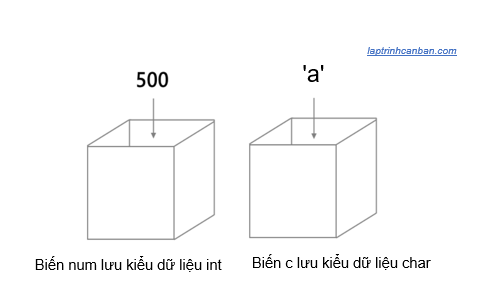 laptrinhcanban.com
500
'a'
Biến num lưu kiểu dữ liệu int
Biến c lưu kiểu dữ liệu char